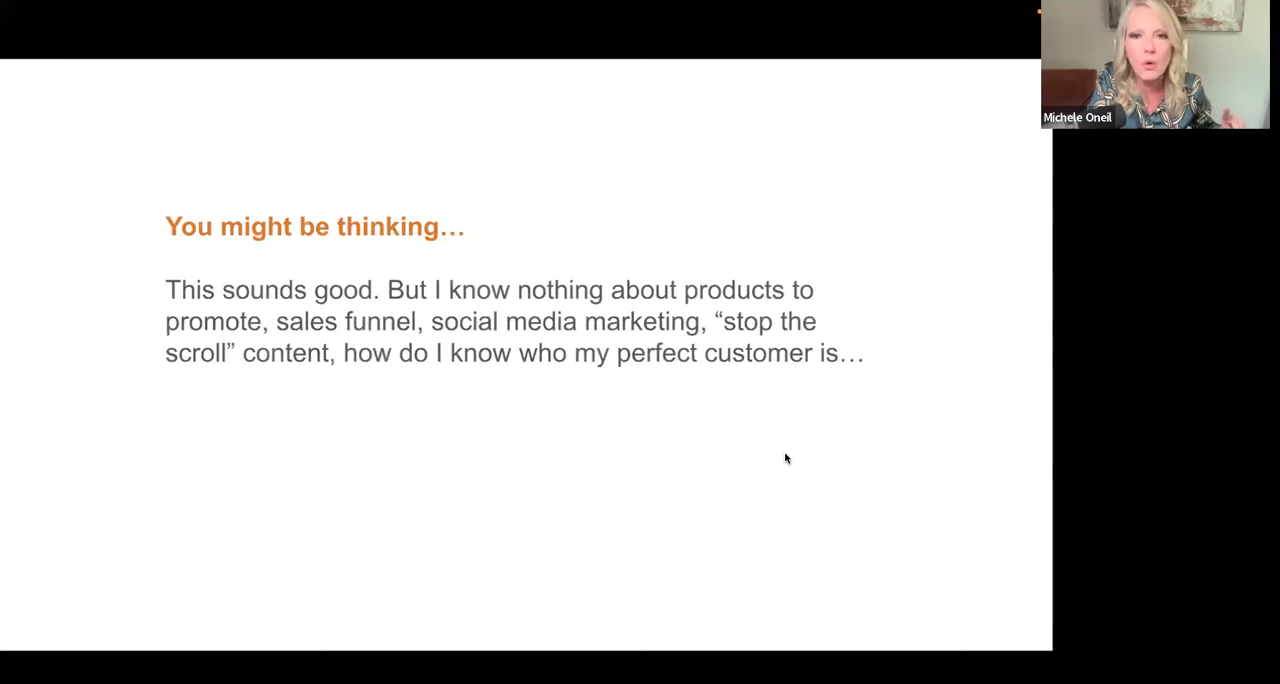 Michele Oneil
You might be thinking…
This sounds good. But I know nothing about products to
promote, sales funnel, social media marketing, “stop the
scroll” content, how do I know who my perfect customer is…